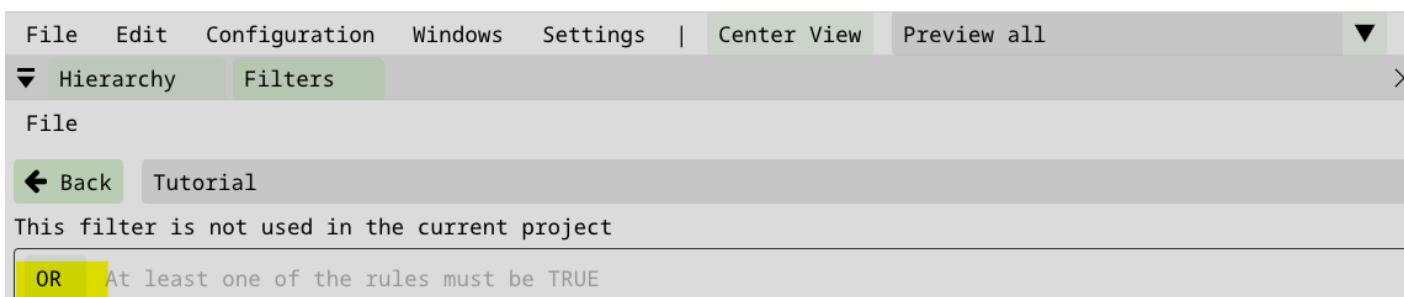 File Edit Configuration Windows Settings | Center View Preview all
Hierarchy Filters
File
Back Tutorial
This filter is not used in the current project
OR At least one of the rules must be TRUE